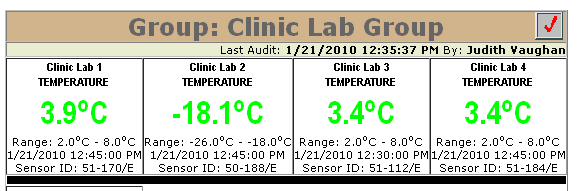 Group: Clinic Lab Group
Last Audit: 1/21/2010 12:35:37 PM By: Judith Vaughan
Clinic Lab 1
TEMPERATURE
3.9°C
Range: 2.0°C - 8.0°C
1/21/2010 12:45:00 PM
Sensor ID: 51-170/E
Clinic Lab 2
TEMPERATURE
-18.1°C
Range: -26.0°C - -18.0°C
1/21/2010 12:45:00 PM
Sensor ID: 50-188/E
Clinic Lab 3
TEMPERATURE
3.4°C
Range: 2.0°C - 8.0°C
1/21/2010 12:30:00 PM
Sensor ID: 51-112/E
Clinic Lab 4
TEMPERATURE
3.4°C
Range: 2.0°C - 8.0°C
1/21/2010 12:45:00 PM
Sensor ID: 51-184/E